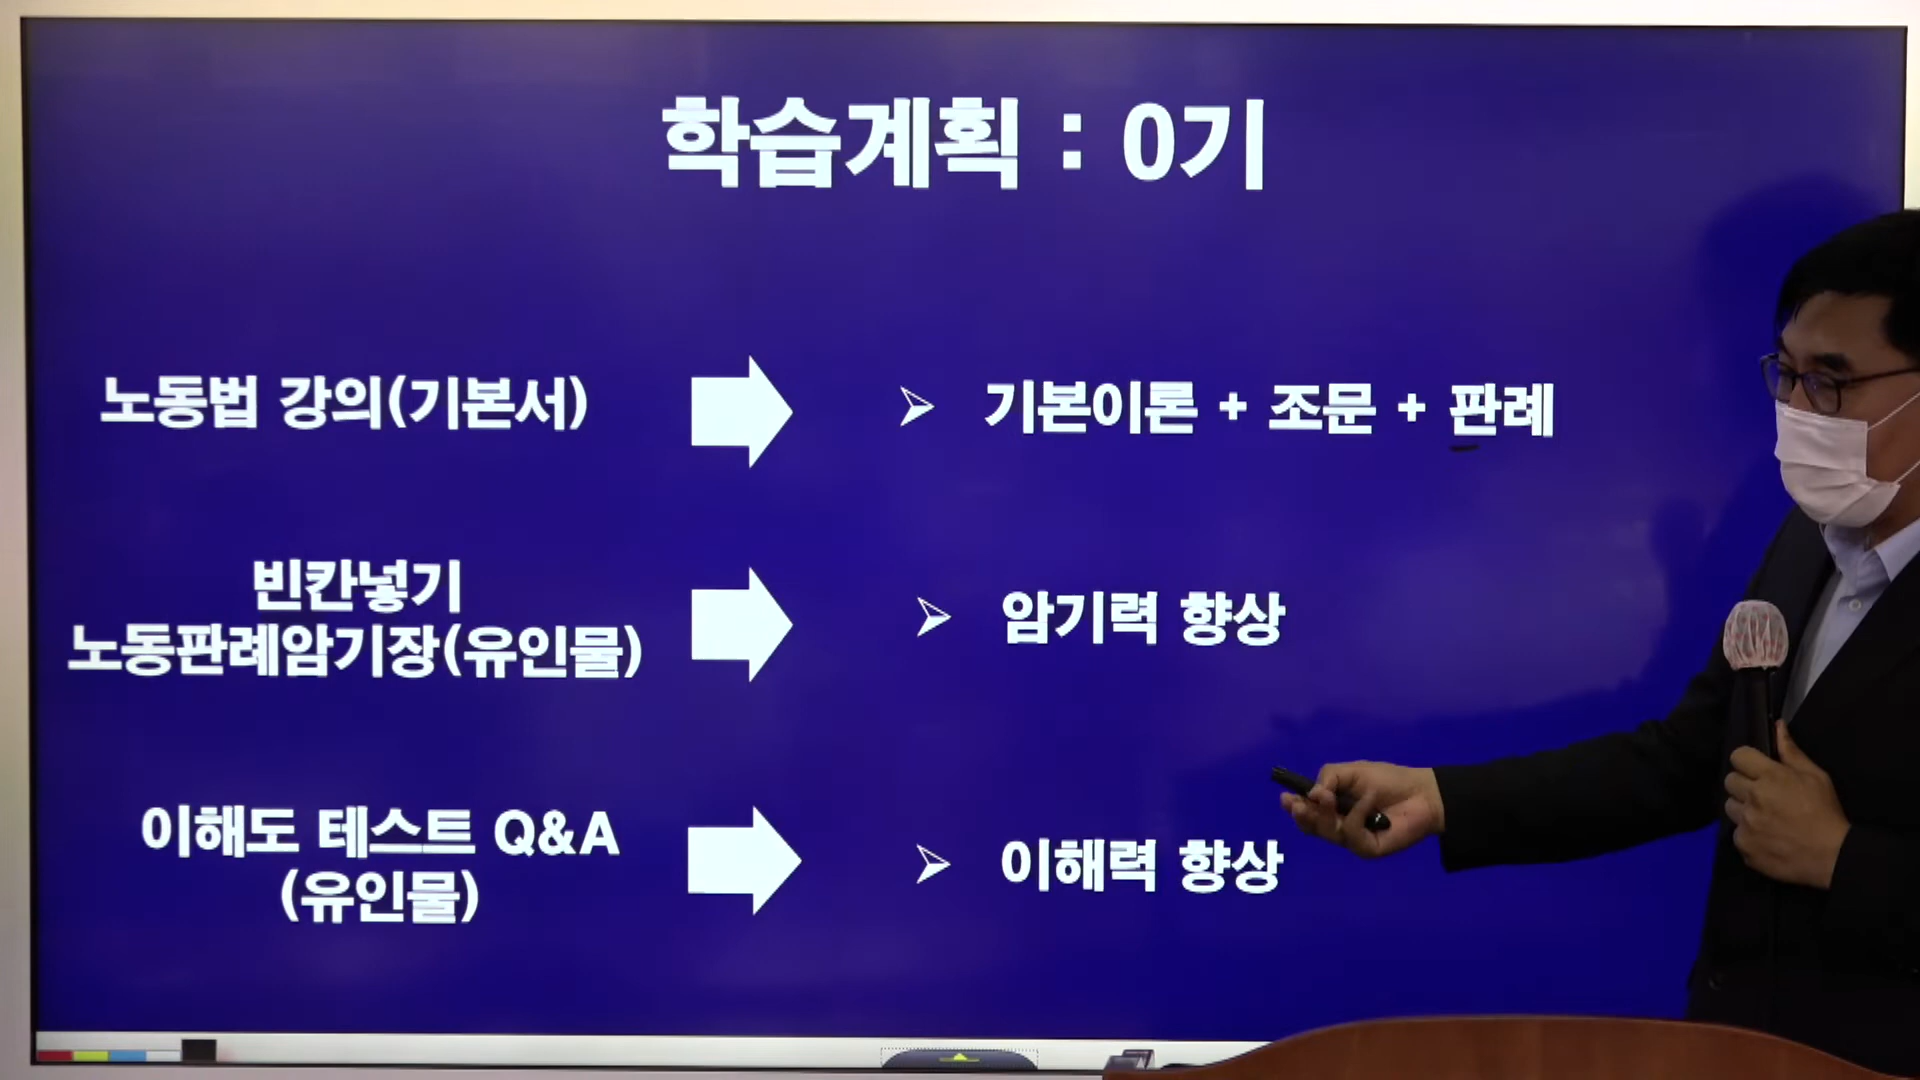 학습계획 : 0기
노동법 강의(기본서)
기본이론 + 조문 + 판례
빈칸넣기
노동판례암기장(유인물)
암기력 향상
이해도 테스트 Q&A
(유인물)
이해력 향상